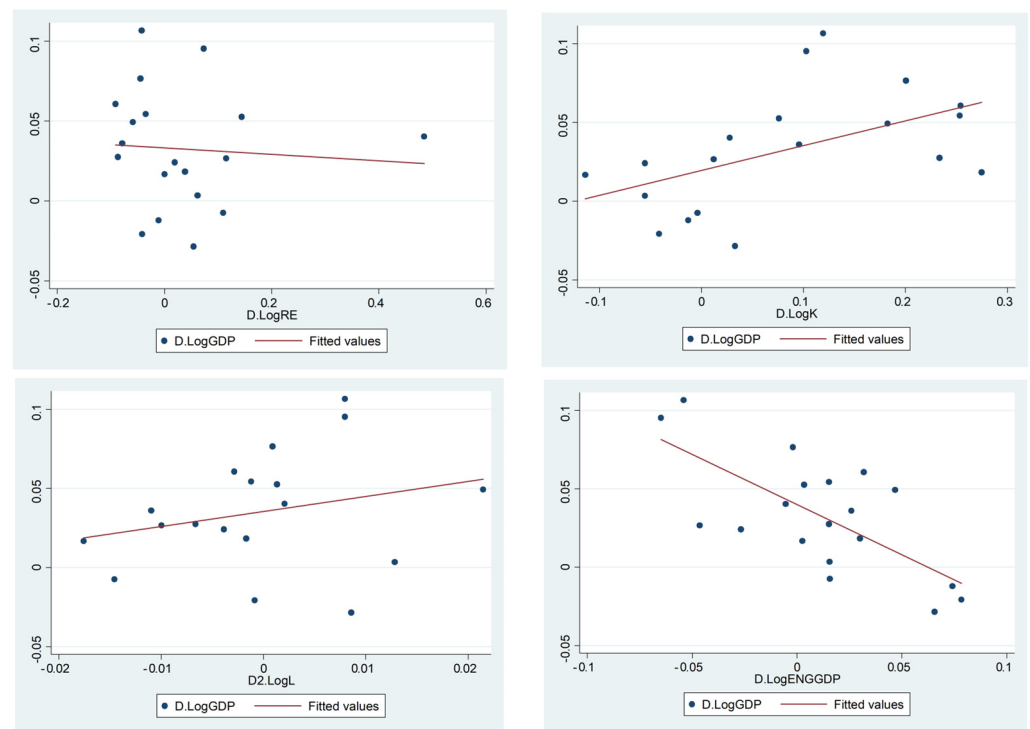 0.1
0.05
0
-0.05
-0.2 0 0.2 0.4 0.6
D.LogRE
D.LogGDP Fitted values
0.1
0.05
0
-0.05
-0.1 0 0.1 0.2 0.3
D.LogK
D.LogGDP Fitted values
0.1
0.05
0
-0.05
-0.02 -0.01 0 0.01 0.02
D2.LogL
D.LogGDP Fitted values
0.1
0.05
0
-0.05
-0.1 -0.05 0 0.05 0.1
D.LogENGGDP
D.LogGDP Fitted values